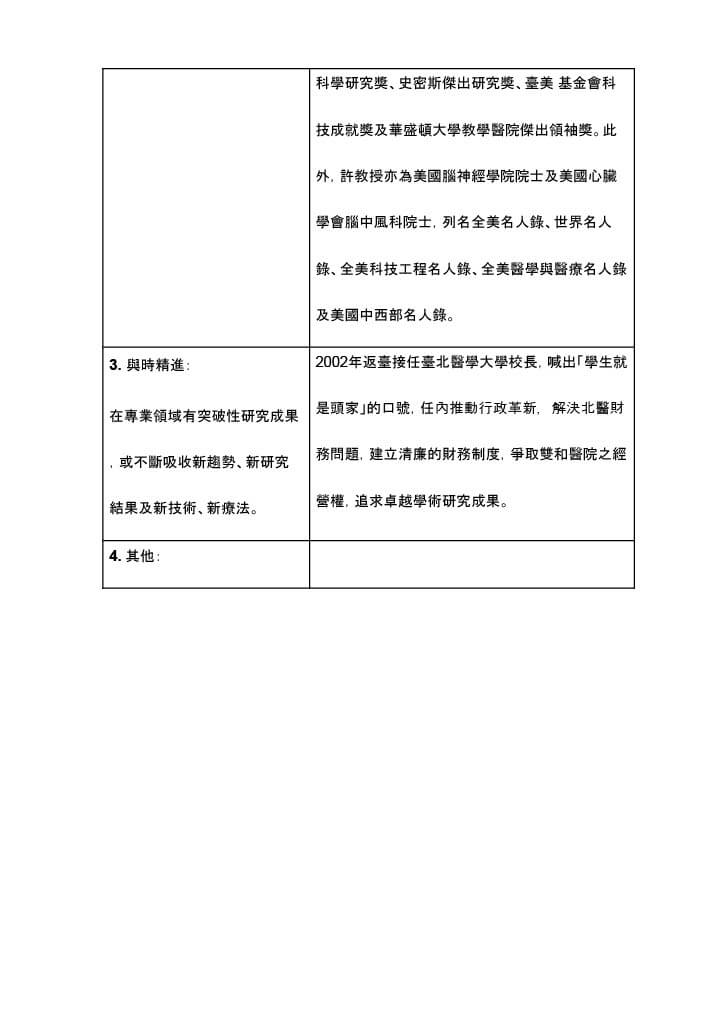 科學研究獎、史密斯傑出研究獎、臺美 基金會科
技成就獎及華盛頓大學教學醫院傑出領袖獎。此
外，許教授亦為美國腦神經學院院士及美國心臟
學會腦中風科院士，列名全美名人錄、世界名人
錄、全美科技工程名人錄、全美醫學與醫療名人錄
及美國中西部名人錄。
3. 與時精進：
在專業領域有突破性研究成果
，或不斷吸收新趨勢、新研究
結果及新技術、新療法。
2002年返臺接任臺北醫學大學校長，喊出「學生就
是頭家」的口號，任內推動行政革新， 解決北醫財
務問題，建立清廉的財務制度，爭取雙和醫院之經
營權，追求卓越學術研究成果。
4. 其他：